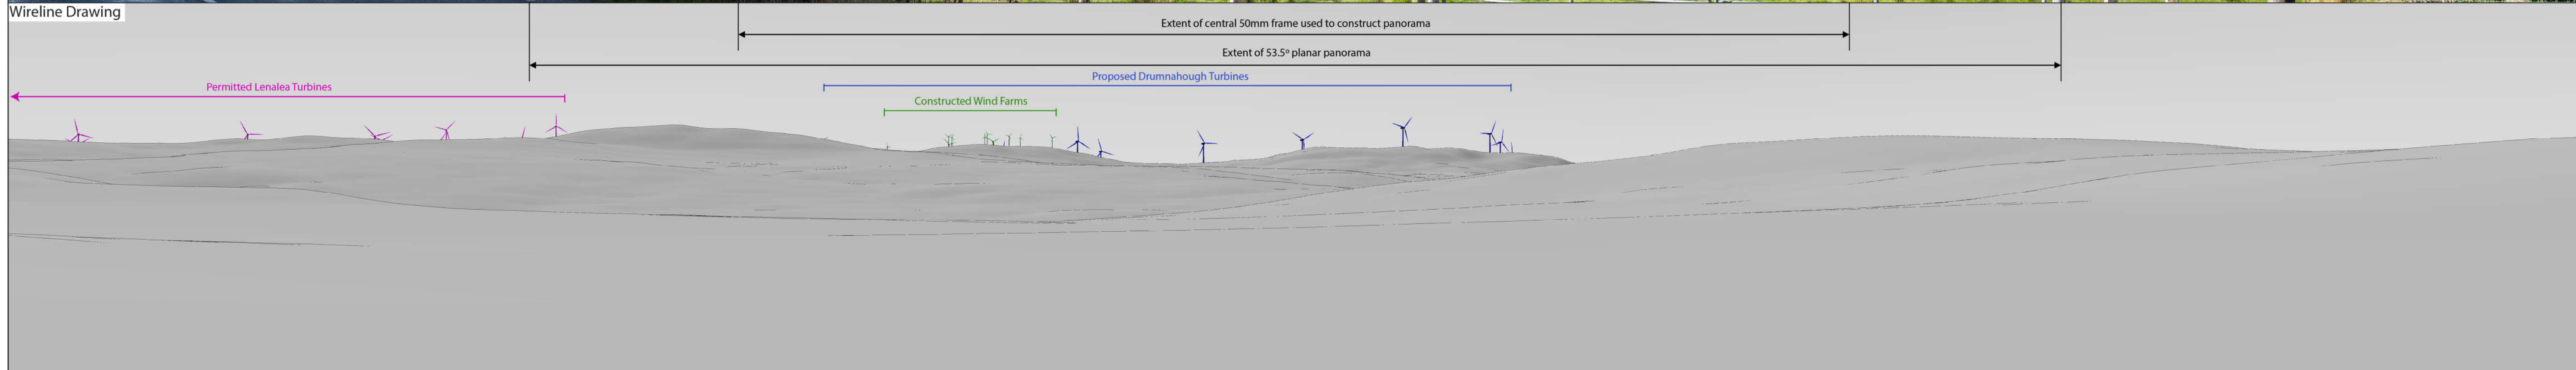 Wireline Drawing
Extent of central 50mm frame used to construct panorama
Extent of 53.5º planar panorama
Proposed Drumnahough Turbines
Permitted Lenalea Turbines
Constructed Wind Farms